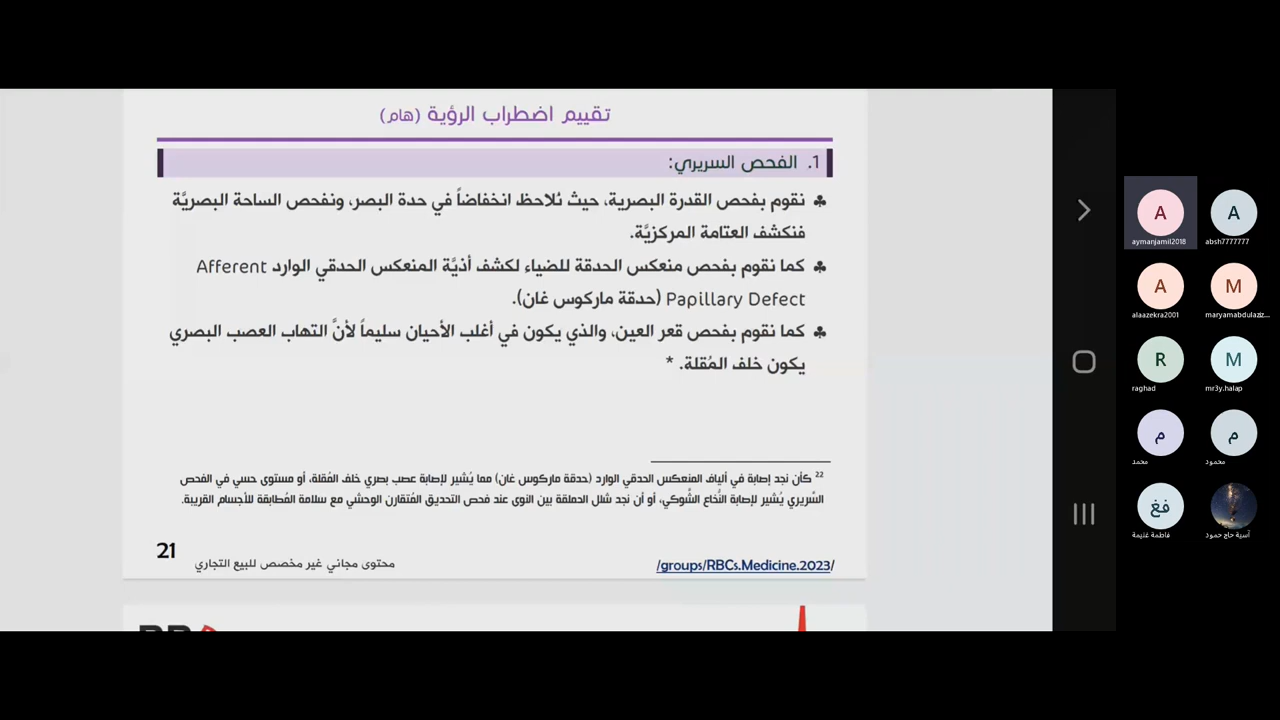 تقييم اضطراب الرؤية (هام)
1. الفحص السريري:
♣ نقوم بفحص القدرة البصرية، حيث نُلاحظ انخفاضاً في حدة البصر، ونفحص الساحة البصريَّة
فنكشف العتامة المركزيَّة.
♣ كما نقوم بفحص منعكس الحدقة للضياء لكشف أذيَّة المنعكس الحدقي الوارد Afferent
Papillary Defect (حدقة ماركوس غان).
♣ كما نقوم بفحص قعر العين، والذي يكون في أغلب الأحيان سليماً لأنَّ التهاب العصب البصري
يكون خلف المُقلة. *
22 كأن نجد إصابة في ألياف المنعكس الحدقي الوارد (حدقة ماركوس غان) مما يُشير لإصابة عصب بصري خلف المُقلة، أو مستوى حسي في الفحص
السَّريري يُشير لإصابة النُّخاع الشَّوكي، أو أن نجد شلل الحملقة بين النوى عند فحص التحديق المُتقارن الوحشي مع سلامة المُطابقة للأجسام القريبة.
21
محتوى مجاني غير مخصص للبيع التجاري
/groups/RBCs.Medicine.2023/
A
aymanjamil2018
A
absh7777777
A
alaazekra2001
M
maryamabdulaziz...
R
raghad
M
mr3y.halap
م
محمد
م
محمود
فغ
فاطمة غنيمة
آسية حاج حمود